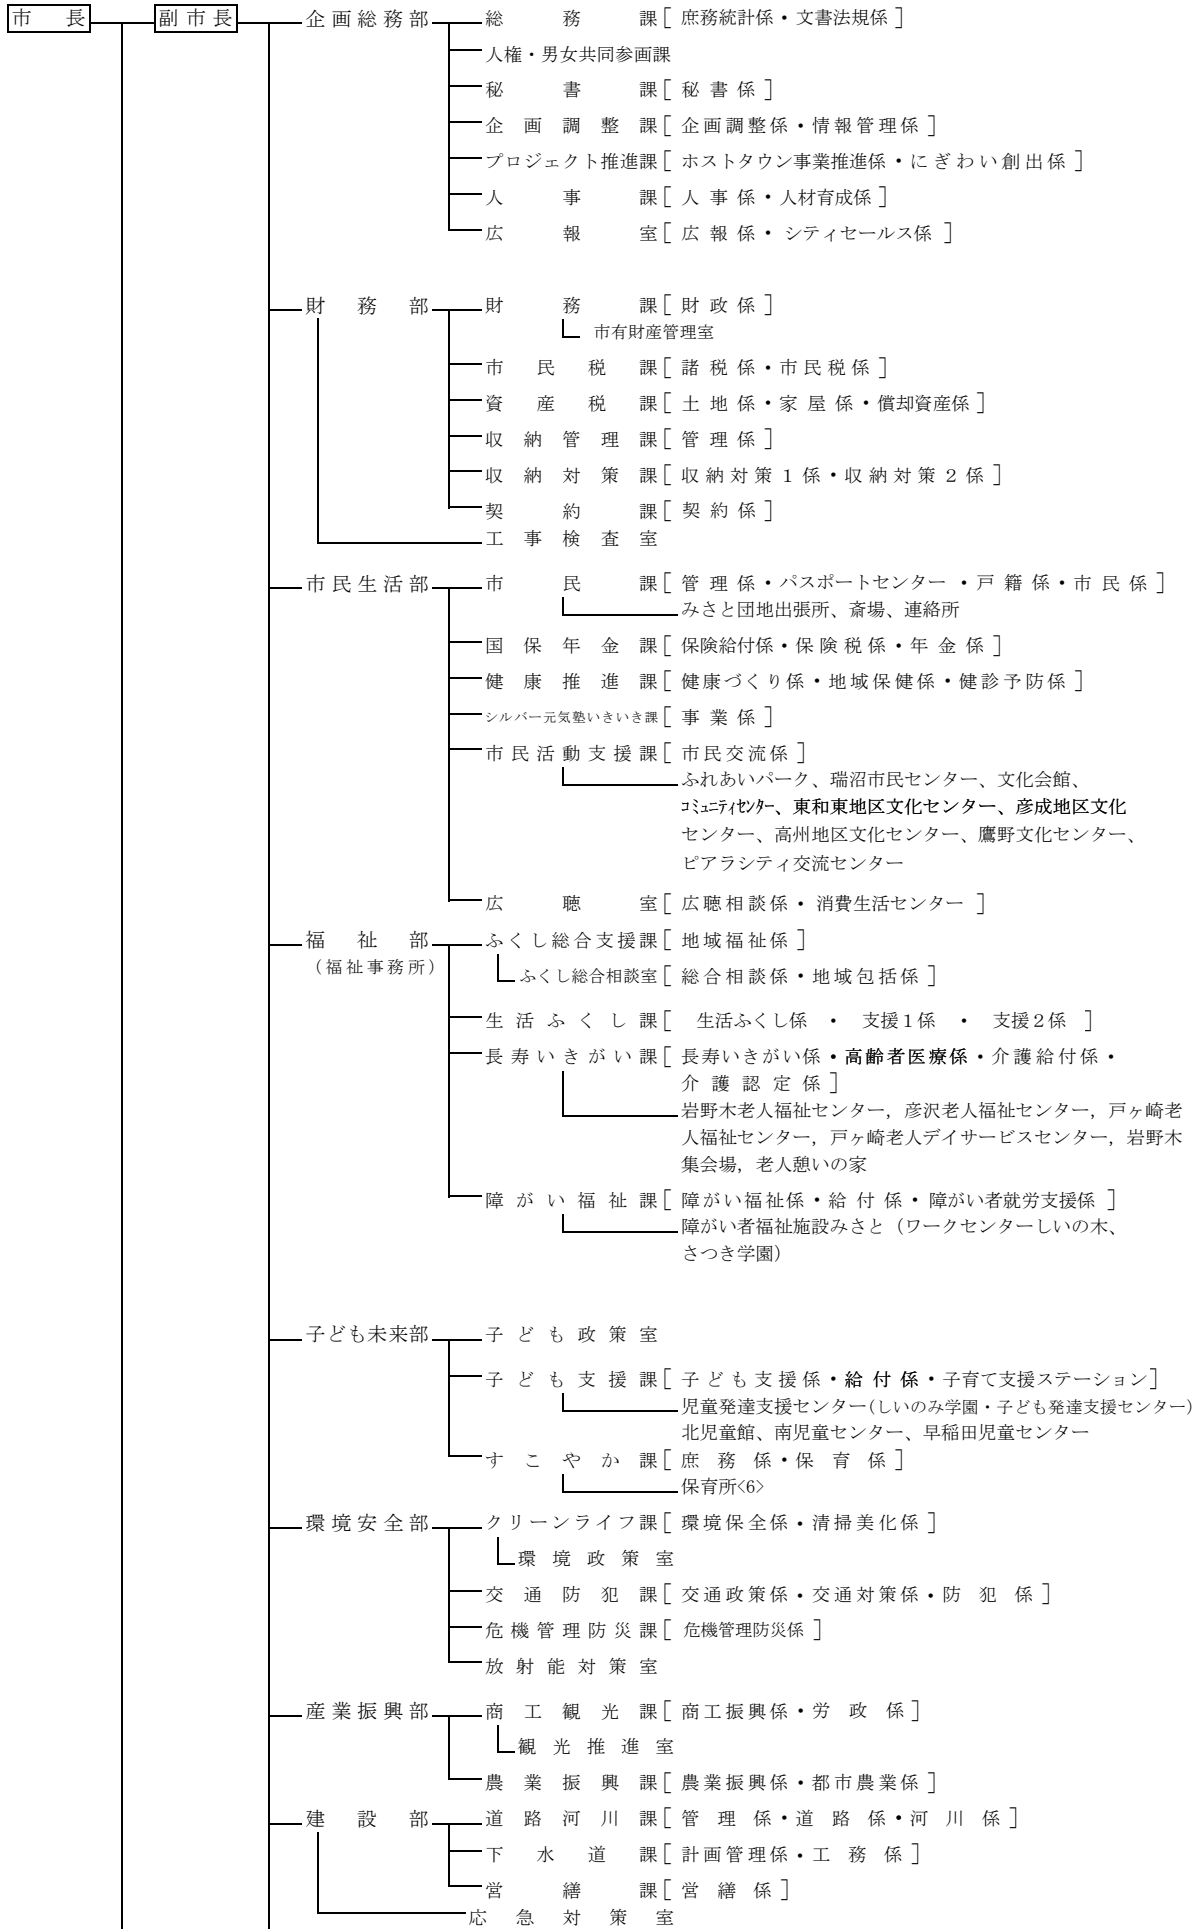 市長 副市長 企画総務部 総務課[庶務統計係・文書法規係]
人権・男女共同参画課
秘書課[秘書係]
企画調整課[企画調整係・情報管理係]
プロジェクト推進課[ホストタウン事業推進係・にぎわい創出係]
人事課[人事係・人材育成係]
広報室[広報係・シティセールス係]
財務部 財務課[財政係]
市有財産管理室
市民税課[諸税係・市民税係]
資産税課[土地係・家屋係・償却資産係]
収納管理課[管理係]
収納対策課[収納対策1係・収納対策2係]
契約課[契約係]
工事検査室
市民生活部 市民課[管理係・パスポートセンター・戸籍係・市民係]
みさと団地出張所、斎場、連絡所
国保年金課[保険給付係・保険税係・年金係]
健康推進課[健康づくり係・地域保健係・健診予防係]
シルバー元気塾いきいき課[事業係]
市民活動支援課[市民交流係]
ふれあいパーク、瑞沼市民センター、文化会館、
コミュニティセンター、東和東地区文化センター、彦成地区文化
センター、高州地区文化センター、鷹野文化センター、
ピアラシティ交流センター
広聴室[広聴相談係・消費生活センター]
福祉部 ふくし総合支援課[地域福祉係]
(福祉事務所) ふくし総合相談室[総合相談係・地域包括係]
生活ふくし課[生活ふくし係・支援1係・支援2係]
長寿いきがい課[長寿いきがい係・高齢者医療係・介護給付係・
介護認定係]
岩野木老人福祉センター，彦沢老人福祉センター，戸ヶ崎老
人福祉センター，戸ヶ崎老人デイサービスセンター，岩野木
集会場，老人憩いの家
障がい福祉課[障がい福祉係・給付係・障がい者就労支援係]
障がい者福祉施設みさと（ワークセンターしいの木、
さつき学園）
子ども未来部 子ども政策室
子ども支援課[子ども支援係・給付係・子育て支援ステーション]
児童発達支援センター(しいのみ学園・子ども発達支援センター)
北児童館、南児童センター、早稲田児童センター
すこやか課[庶務係・保育係]
保育所<6>
環境安全部 クリーンライフ課[環境保全係・清掃美化係]
環境政策室
交通防犯課[交通政策係・交通対策係・防犯係]
危機管理防災課[危機管理防災係]
放射能対策室
産業振興部 商工観光課[商工振興係・労政係]
観光推進室
農業振興課[農業振興係・都市農業係]
建設部 道路河川課[管理係・道路係・河川係]
下水道課[計画管理係・工務係]
営繕課[営繕係]
応急対策室